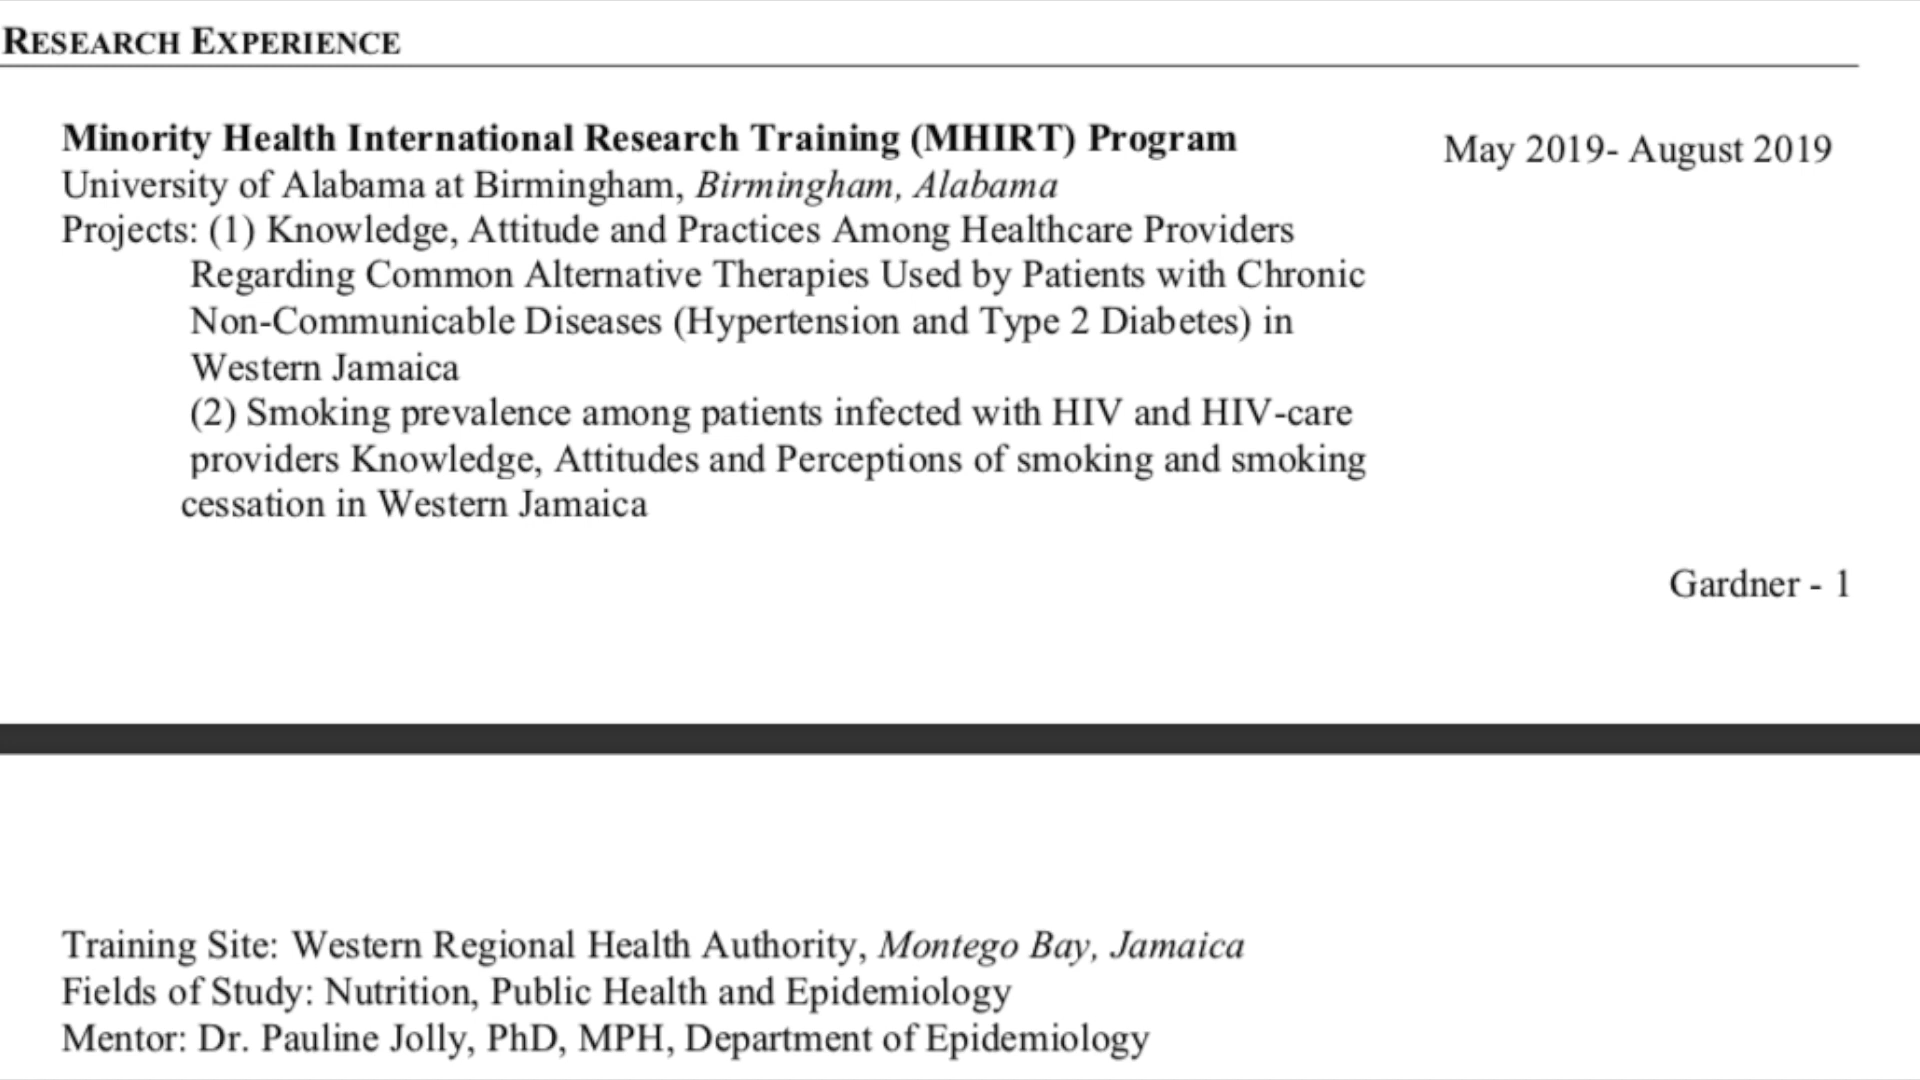 RESEARCH EXPERIENCE
Minority Health International Research Training (MHIRT) Program
May 2019- August 2019
University of Alabama at Birmingham, Birmingham, Alabama
Projects: (1) Knowledge, Attitude and Practices Among Healthcare Providers
Regarding Common Alternative Therapies Used by Patients with Chronic
Non-Communicable Diseases (Hypertension and Type 2 Diabetes) in
Western Jamaica
(2) Smoking prevalence among patients infected with HIV and HIV-care
providers Knowledge, Attitudes and Perceptions of smoking and smoking
cessation in Western Jamaica
Gardner - 1
Training Site: Western Regional Health Authority, Montego Bay, Jamaica
Fields of Study: Nutrition, Public Health and Epidemiology
Mentor: Dr. Pauline Jolly, PhD, MPH, Department of Epidemiology